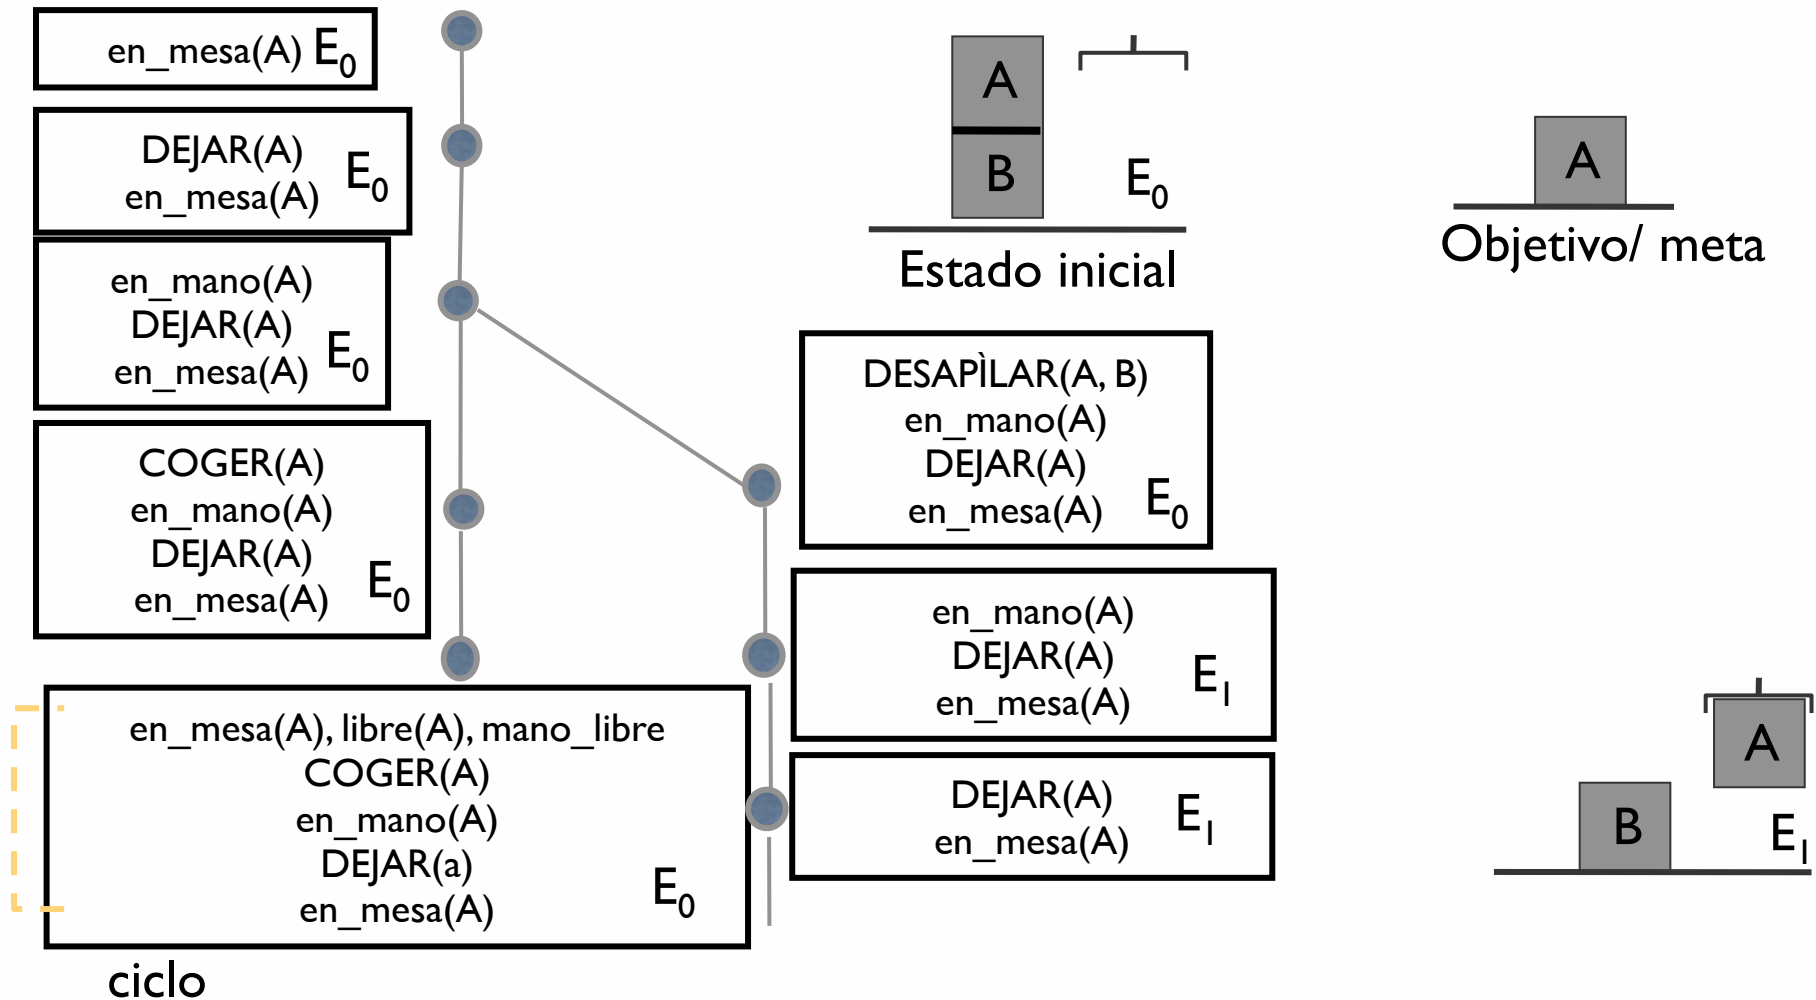 en_mesa(A) E0
DEJAR(A)
en_mesa(A)
E0
en_mano(A)
DEJAR(A)
en_mesa(A)
E0
COGER(A)
en_mano(A)
DEJAR(A)
en_mesa(A)
E0
en_mesa(A), libre(A), mano_libre
COGER(A)
en_mano(A)
DEJAR(a)
en_mesa(A)
E0
ciclo
A
B
E0
Estado inicial
A
Objetivo/ meta
DESAPÌLAR(A, B)
en_mano(A)
DEJAR(A)
en_mesa(A)
E0
en_mano(A)
DEJAR(A)
en_mesa(A)
E1
DEJAR(A)
en_mesa(A)
E1
A
B
E1